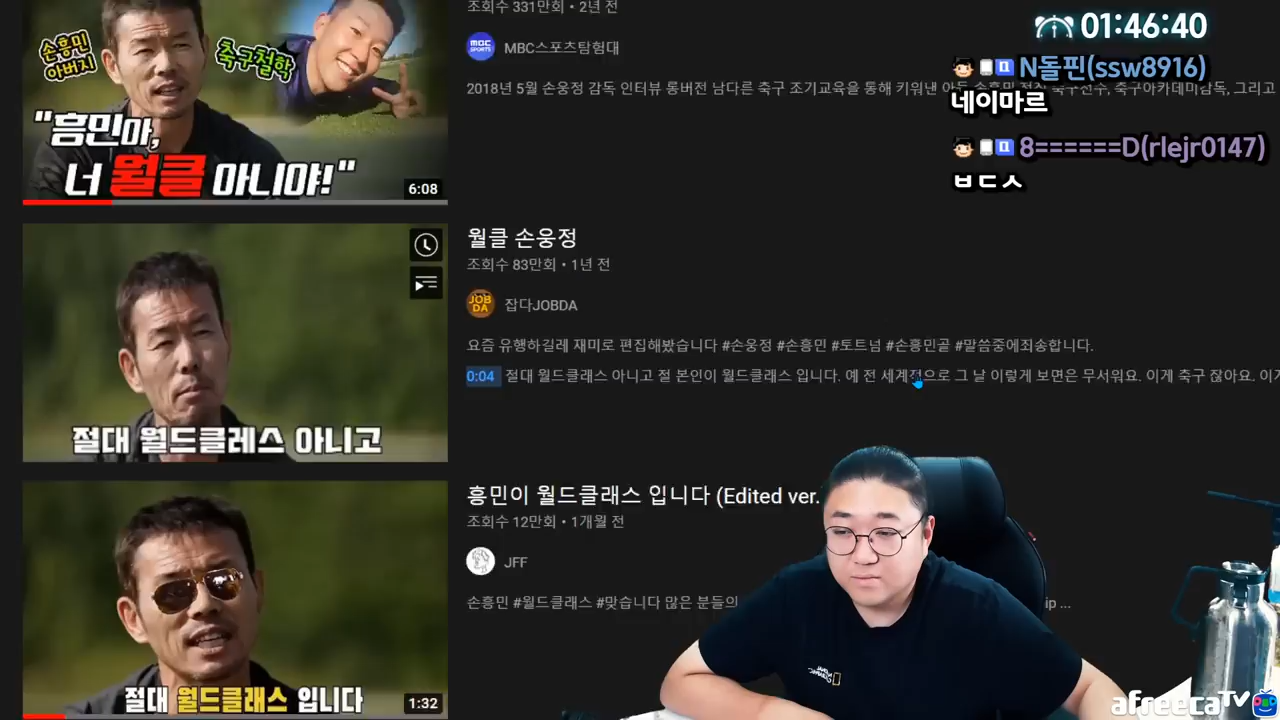 손흥민
아버지
축구철학
"흥민아,
너 월클 아니야!"
6:08
조회수 331만회 • 2년 전
MBC SPORTS
MBC스포츠탐험대
2018년 5월 손웅정 감독 인터뷰 롱버전 남다른 축구 조기교육을 통해 키워낸 아들 손흥민 축구선수, 축구아카데미감독, 그리고
01:46:40
N돌핀(ssw8916)
네이마르
8======D(rlejr0147)
ㅂㄷㅅ
절대 월드클레스 아니고
월클 손웅정
조회수 83만회 • 1년 전
JOB DA
잡다JOBDA
요즘 유행하길레 재미로 편집해봤습니다 #손웅정 #손흥민 #토트넘 #손흥민골 #말씀중에죄송합니다.
0:04 절대 월드클래스 아니고 절 본인이 월드클래스 입니다. 예 전 세계적으로 그 날 이렇게 보면은 무서워요. 이게 축구 잖아요.
절대 월드클래스 입니다
1:32
흥민이 월드클래스 입니다 (Edited ver.
조회수 12만회 • 1개월 전
JFF
손흥민 #월드클래스 #맞습니다 많은 분들의 ip ...
afreecaTV